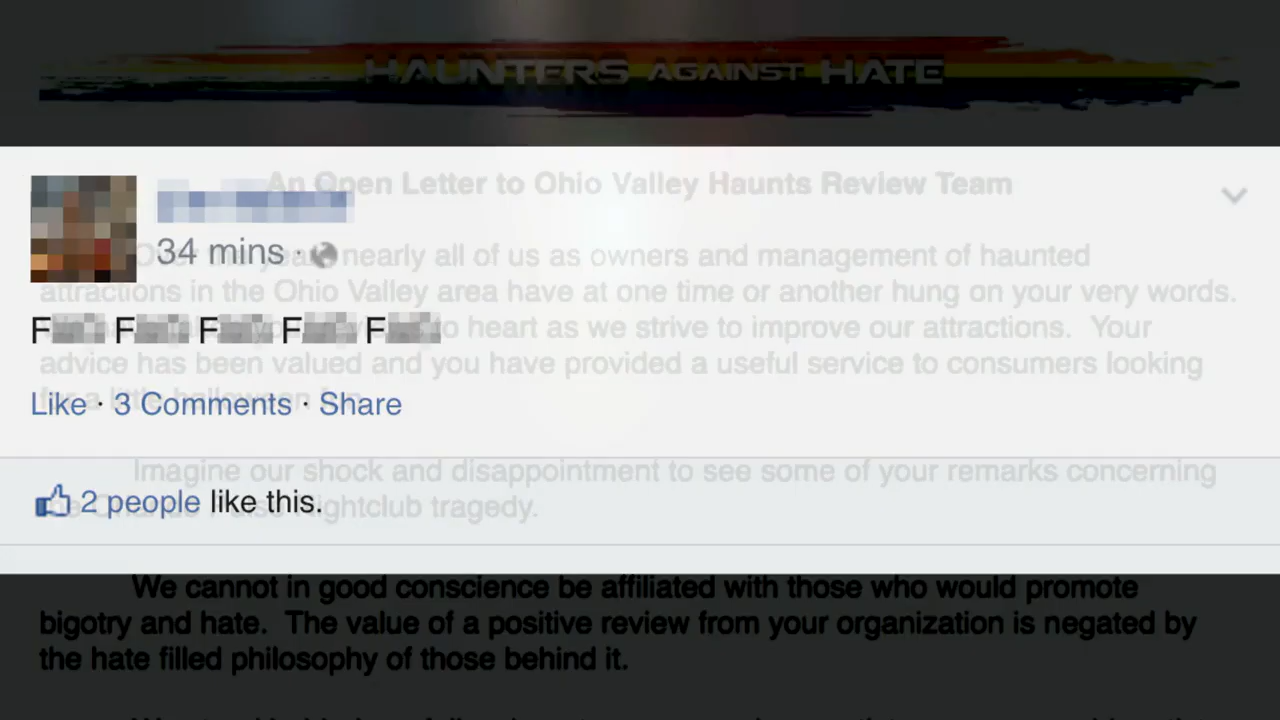 HAUNTERS AGAINST HATE
An Open Letter to Ohio Valley Haunts Review Team
34 mins ·
nearly all of us as owners and management of haunted
attractions in the Ohio Valley area have at one time or another hung on your very words.
F F F F F
to heart as we strive to improve our attractions. Your
advice has been valued and you have provided a useful service to consumers looking
for a little halloween
Like · 3 Comments · Share
Imagine our shock and disappointment to see some of your remarks concerning
Nightclub tragedy.
2 people like this.
We cannot in good conscience be affiliated with those who would promote
bigotry and hate. The value of a positive review from your organization is negated by
the hate filled philosophy of those behind it.